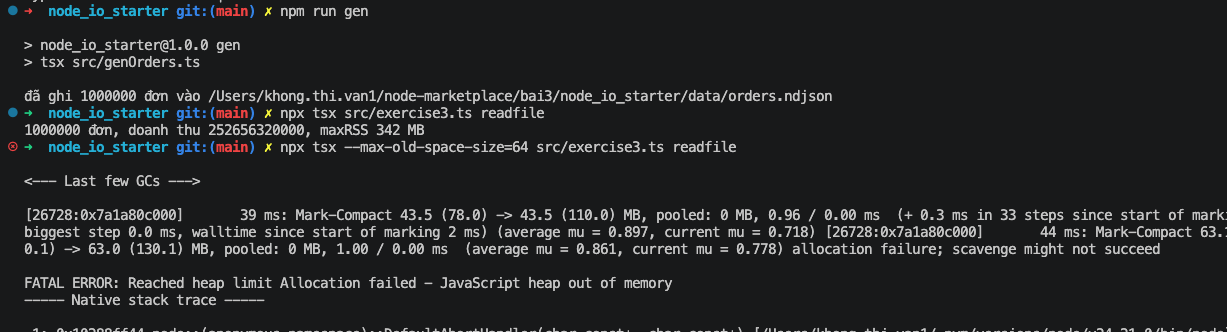 ➜ node_io_starter git:(main) ✗ npm run gen
> node_io_starter@1.0.0 gen
> tsx src/genOrders.ts
đã ghi 1000000 đơn vào /Users/khong.thi.van1/node-marketplace/bai3/node_io_starter/data/orders.ndjson
➜ node_io_starter git:(main) ✗ npx tsx src/exercise3.ts readfile
1000000 đơn, doanh thu 252656320000, maxRSS 342 MB
➜ node_io_starter git:(main) ✗ npx tsx --max-old-space-size=64 src/exercise3.ts readfile
<--- Last few GCs --->
[26728:0x7a1a80c000] 39 ms: Mark-Compact 43.5 (78.0) -> 43.5 (110.0) MB, pooled: 0 MB, 0.96 / 0.00 ms (+ 0.3 ms in 33 steps since start of marking
biggest step 0.0 ms, walltime since start of marking 2 ms) (average mu = 0.897, current mu = 0.718) [26728:0x7a1a80c000] 44 ms: Mark-Compact 63.1
0.1) -> 63.0 (130.1) MB, pooled: 0 MB, 1.00 / 0.00 ms (average mu = 0.861, current mu = 0.778) allocation failure; scavenge might not succeed
FATAL ERROR: Reached heap limit Allocation failed - JavaScript heap out of memory
----- Native stack trace -----